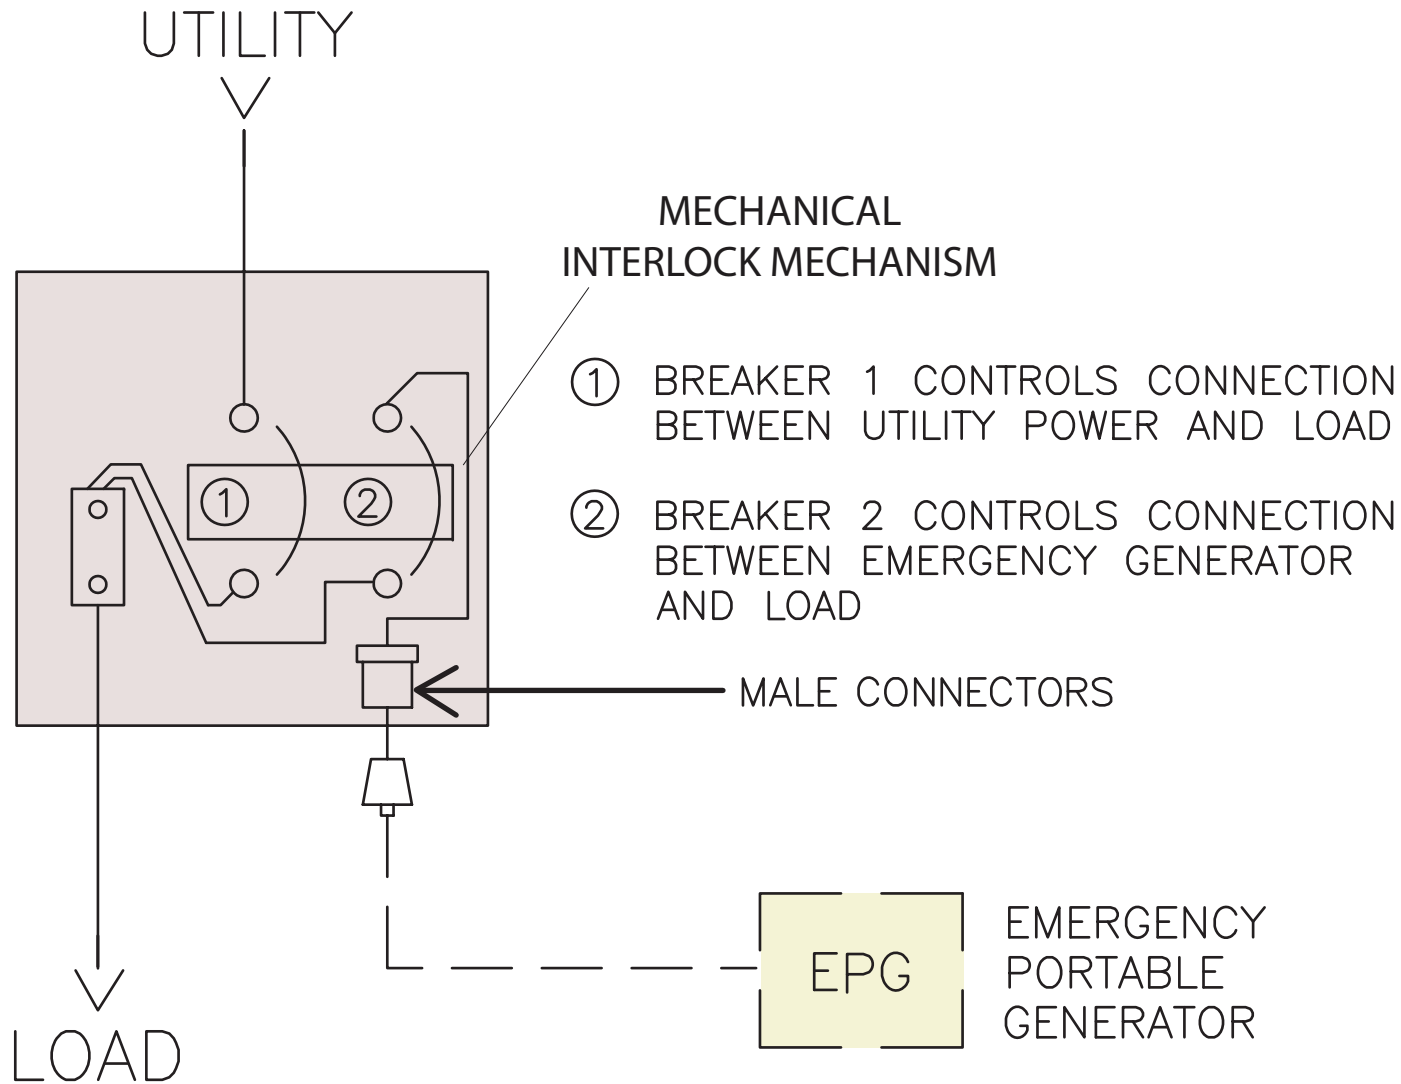 UTILITY
MECHANICAL
INTERLOCK MECHANISM
1 BREAKER 1 CONTROLS CONNECTION
BETWEEN UTILITY POWER AND LOAD
1
2
2 BREAKER 2 CONTROLS CONNECTION
BETWEEN EMERGENCY GENERATOR
AND LOAD
MALE CONNECTORS
EPG
EMERGENCY
PORTABLE
GENERATOR
LOAD